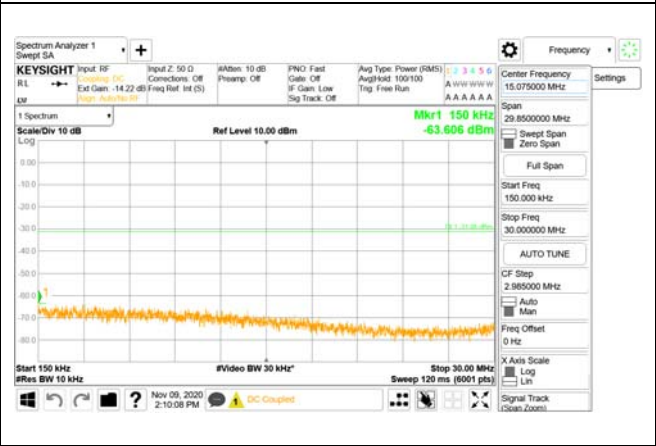 Spectrum Analyzer 1
Swept SA
+
Frequency
KEYSIGHT
RL
Input: RF
Coupling: DC
Ext Gain: -14.22 dB
Align: Auto/No RF
Input Z: 50 Ω
Corrections: Off
Freq Ref: Int (S)
#Atten: 10 dB
Preamp: Off
PNO: Fast
Gate: Off
IF Gain: Low
Sig Track: Off
Avg Type: Power (RMS)
Avg|Hold: 100/100
Trig: Free Run
1 2 3 4 5 6
A W W W W W
A A A A A A
1 Spectrum
Scale/Div 10 dB
Log
Ref Level 10.00 dBm
Mkr1 150 kHz
-63.606 dBm
0.00
-10.0
-20.0
-30.0
-40.0
-50.0
-60.0
-70.0
-80.0
1
Start 150 kHz
#Res BW 10 kHz
#Video BW 30 kHz*
Stop 30.00 MHz
Sweep 120 ms (6001 pts)
Nov 09, 2020
2:10:08 PM
DC Coupled
Center Frequency
15.075000 MHz
Settings
Span
29.8500000 MHz
Swept Span
Zero Span
Full Span
Start Freq
150.000 kHz
Stop Freq
30.000000 MHz
AUTO TUNE
CF Step
2.985000 MHz
Auto
Man
Freq Offset
0 Hz
X Axis Scale
Log
Lin
Signal Track
(Span Zoom)